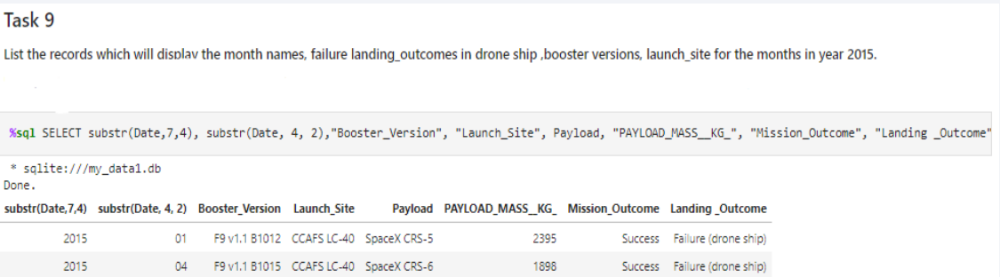 Task 9
List the records which will display the month names, failure landing_outcomes in drone ship ,booster versions, launch_site for the months in year 2015.
%sql SELECT substr(Date,7,4), substr(Date, 4, 2),"Booster_Version", "Launch_Site", Payload, "PAYLOAD_MASS__KG_", "Mission_Outcome", "Landing _Outcome"
* sqlite:///my_data1.db
Done.
substr(Date,7,4) substr(Date, 4, 2) Booster_Version Launch_Site Payload PAYLOAD_MASS__KG_ Mission_Outcome Landing _Outcome
2015 01 F9 v1.1 B1012 CCAFS LC-40 SpaceX CRS-5 2395 Success Failure (drone ship)
2015 04 F9 v1.1 B1015 CCAFS LC-40 SpaceX CRS-6 1898 Success Failure (drone ship)